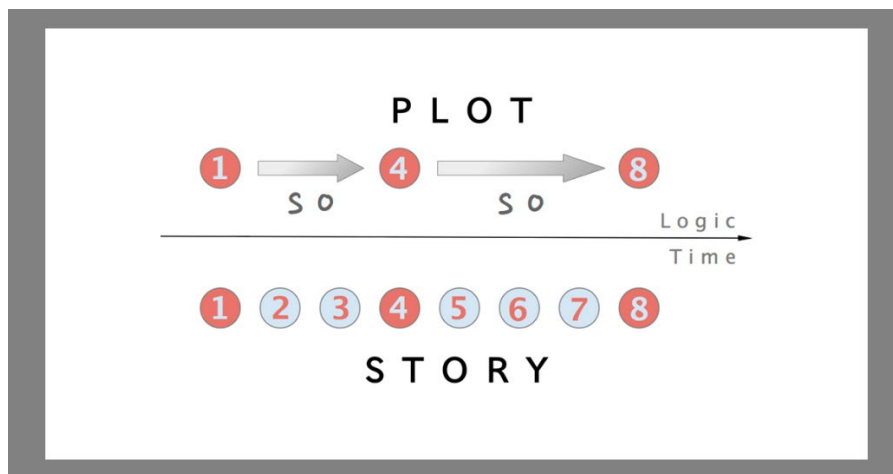 PLOT
1 4 8
SO SO
Logic
Time
1 2 3 4 5 6 7 8
STORY